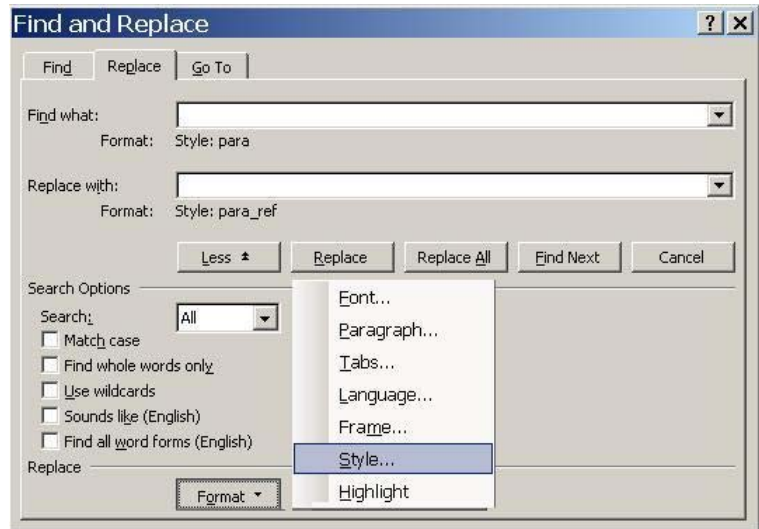 Find and Replace
Find Replace Go To
Find what:
Format: Style: para
Replace with:
Format: Style: para_ref
Less Replace Replace All Find Next Cancel
Search Options
Search: All
Match case
Find whole words only
Use wildcards
Sounds like (English)
Find all word forms (English)
Replace
Format
Font...
Paragraph...
Tabs...
Language...
Frame...
Style...
Highlight